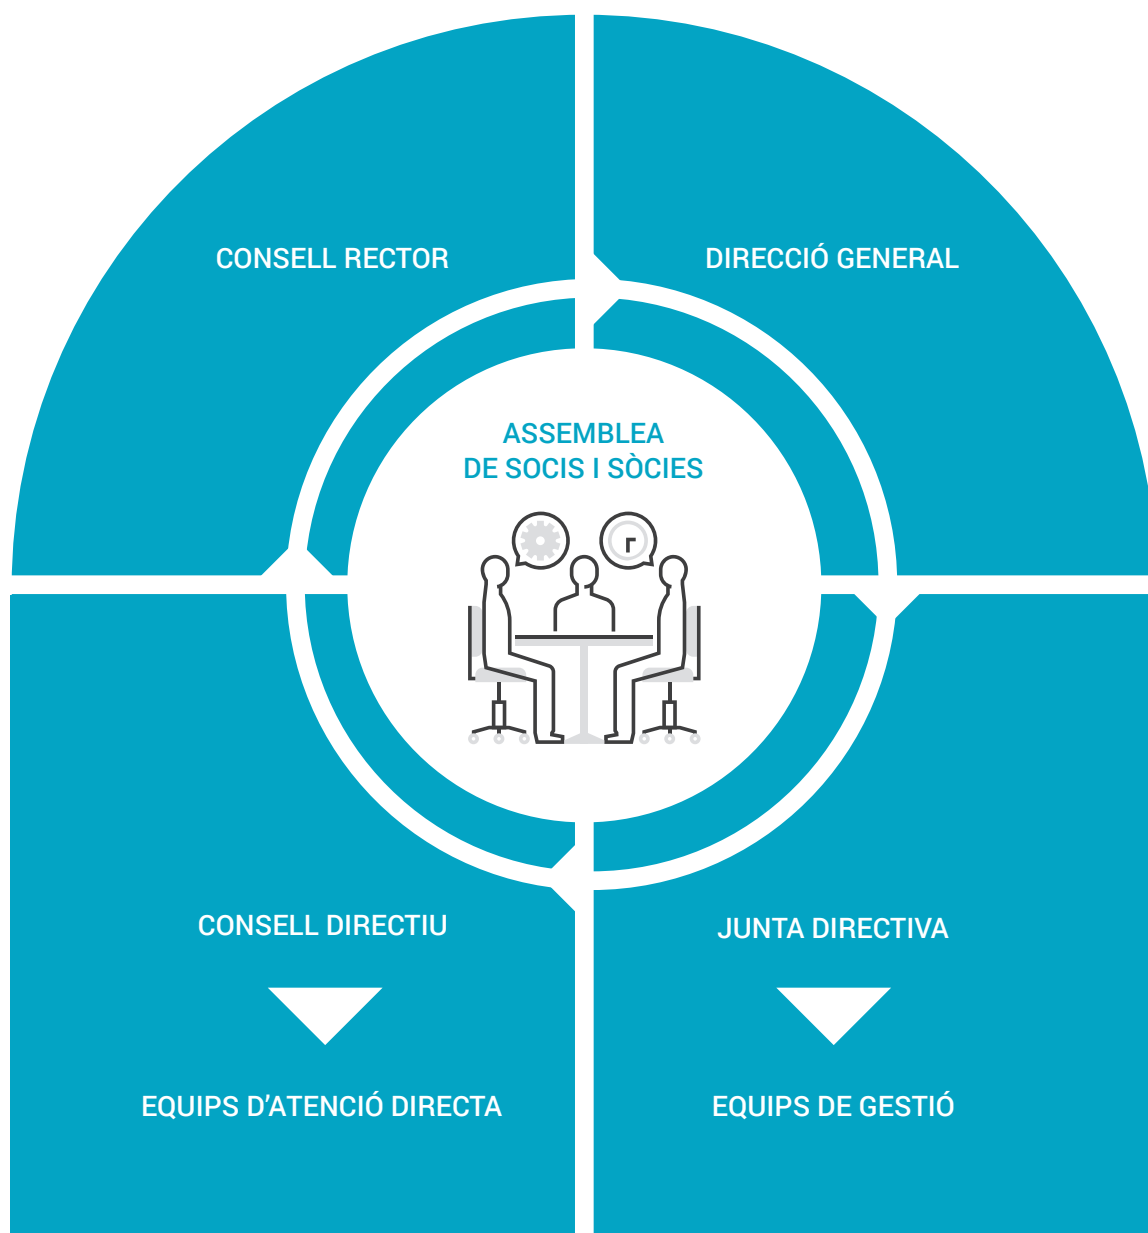 CONSELL RECTOR
DIRECCIÓ GENERAL
ASSEMBLEA
DE SOCIS I SÒCIES
CONSELL DIRECTIU
JUNTA DIRECTIVA
EQUIPS D'ATENCIÓ DIRECTA
EQUIPS DE GESTIÓ